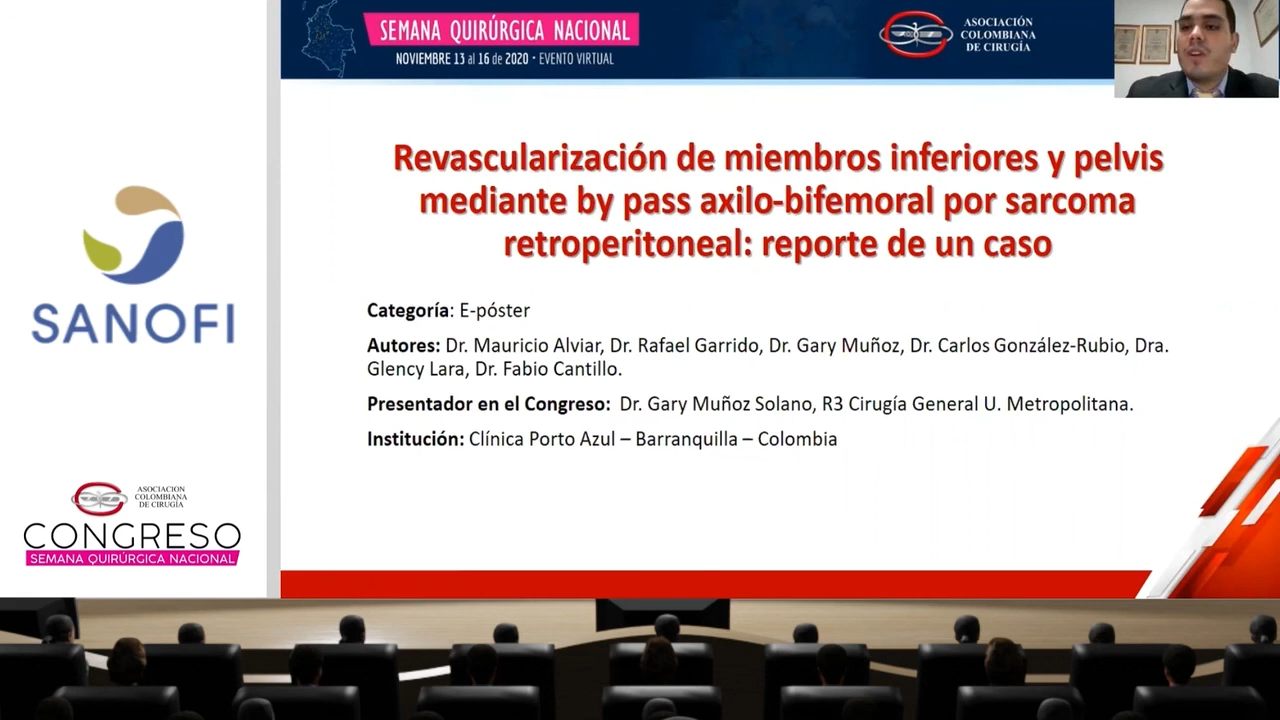 SEMANA QUIRÚRGICA NACIONAL
NOVIEMBRE 13 al 16 de 2020 • EVENTO VIRTUAL
ASOCIACIÓN
COLOMBIANA
DE CIRUGÍA
Revascularización de miembros inferiores y pelvis
mediante by pass axilo-bifemoral por sarcoma
retroperitoneal: reporte de un caso
Categoría: E-póster
Autores: Dr. Mauricio Alviar, Dr. Rafael Garrido, Dr. Gary Muñoz, Dr. Carlos González-Rubio, Dra.
Glency Lara, Dr. Fabio Cantillo.
Presentador en el Congreso: Dr. Gary Muñoz Solano, R3 Cirugía General U. Metropolitana.
Institución: Clínica Porto Azul – Barranquilla – Colombia
SANOFI
ASOCIACION
COLOMBIANA
DE CIRUGÍA
CONGRESO
SEMANA QUIRÚRGICA NACIONAL